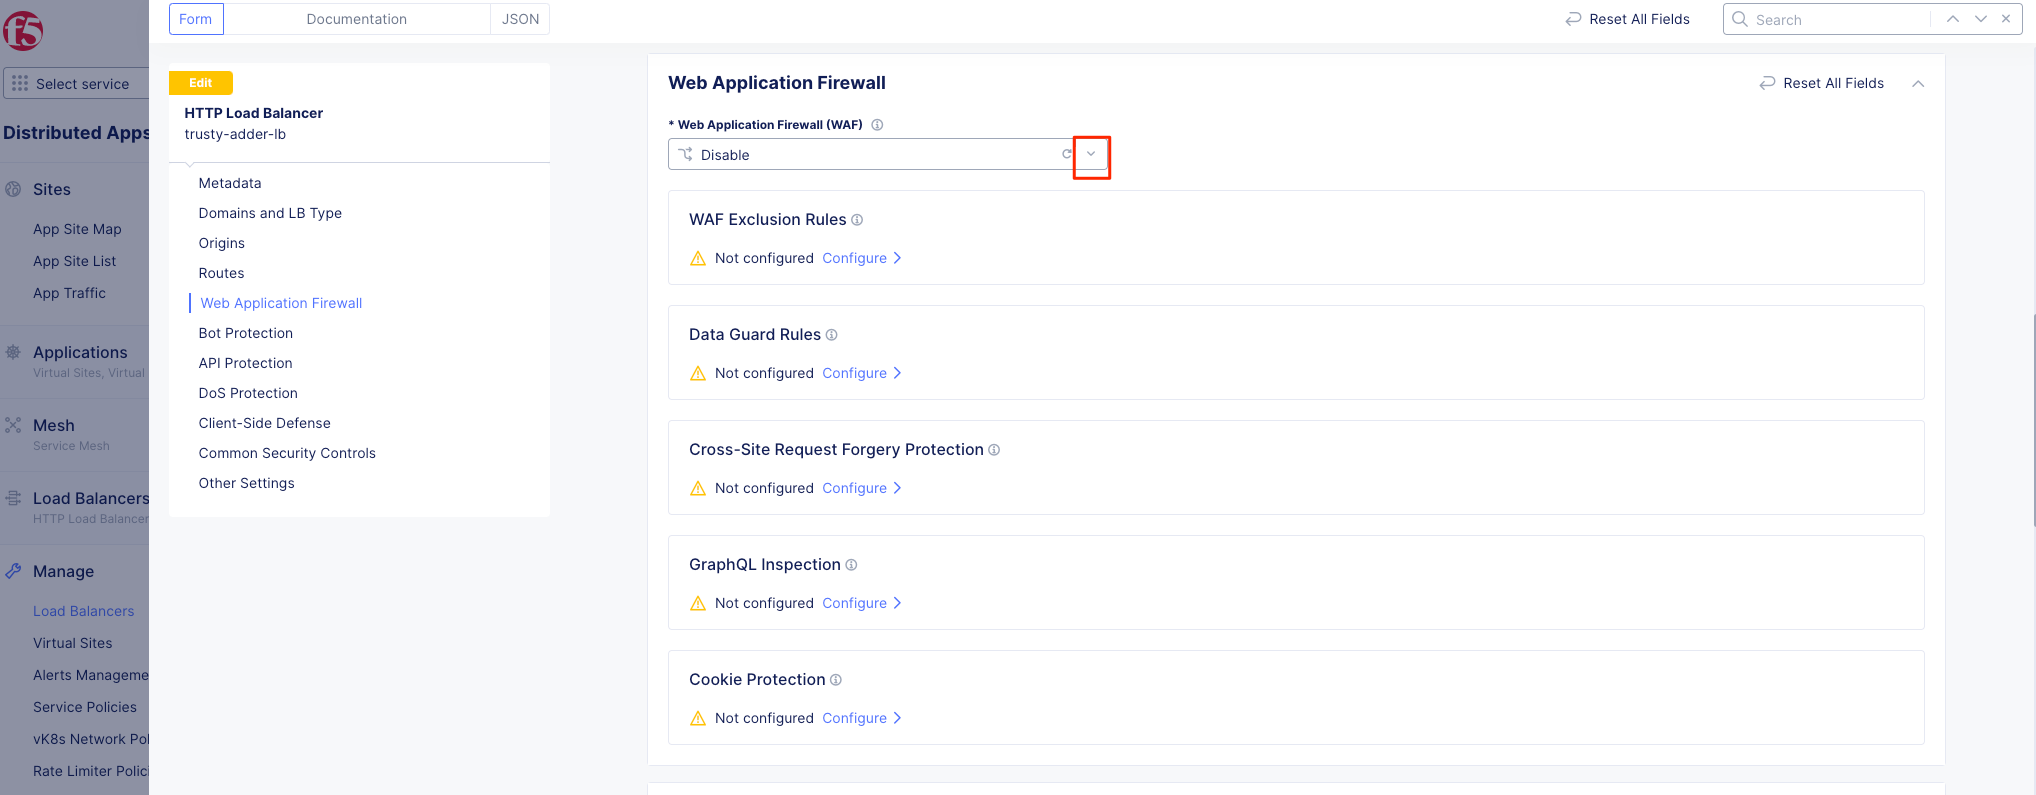 Form
Documentation
JSON
Reset All Fields
Search
f5
Select service
Distributed Apps
Sites
App Site Map
App Site List
App Traffic
Applications
Virtual Sites, Virtual
Mesh
Service Mesh
Load Balancers
HTTP Load Balancer
Manage
Load Balancers
Virtual Sites
Alerts Manageme
Service Policies
vK8s Network Pol
Rate Limiter Polici
Edit
HTTP Load Balancer
trusty-adder-lb
Metadata
Domains and LB Type
Origins
Routes
Web Application Firewall
Bot Protection
API Protection
DoS Protection
Client-Side Defense
Common Security Controls
Other Settings
Web Application Firewall
Reset All Fields
* Web Application Firewall (WAF)
Disable
WAF Exclusion Rules
Not configured Configure
Data Guard Rules
Not configured Configure
Cross-Site Request Forgery Protection
Not configured Configure
GraphQL Inspection
Not configured Configure
Cookie Protection
Not configured Configure